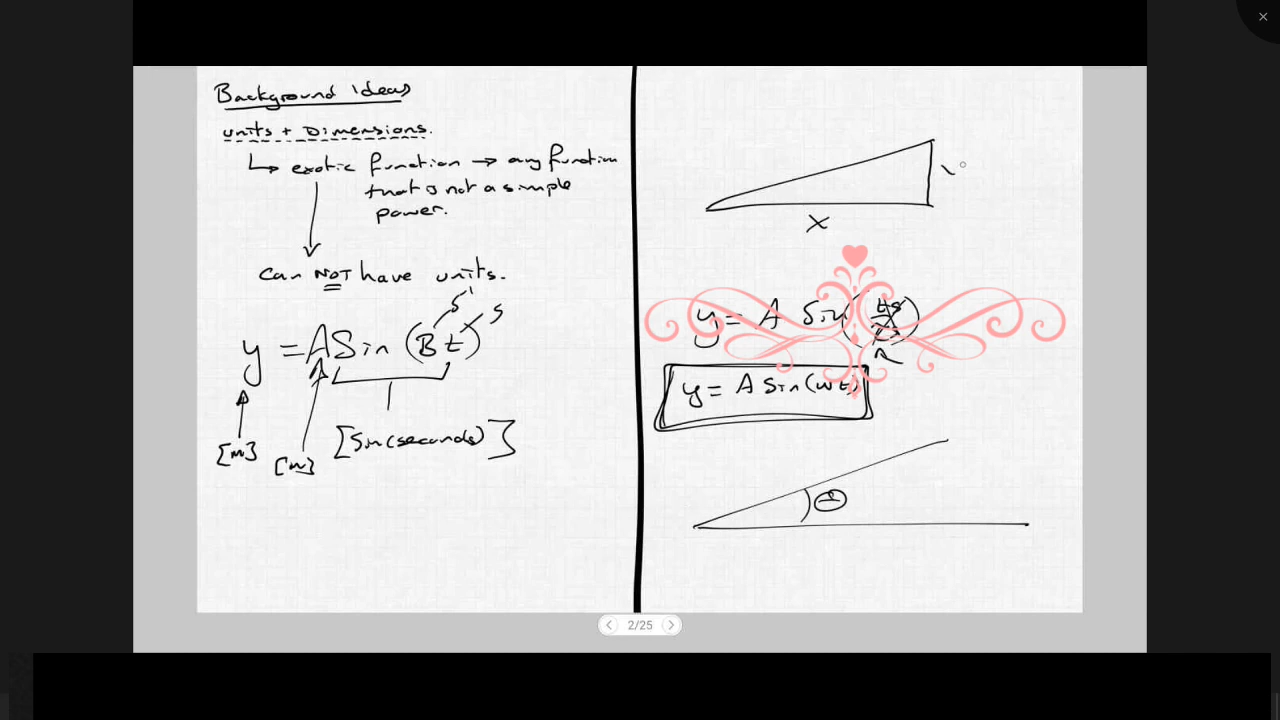 Background Ideas
units + Dimensions.
↳ exotic function → any function
that is not a simple
power.
Can NOT have units.
s⁻¹ s
y = A Sin (B t)
[Sin(seconds)]
[m] [m]
x
y = A Sin
y = A Sin(ωt)
Θ
2/25